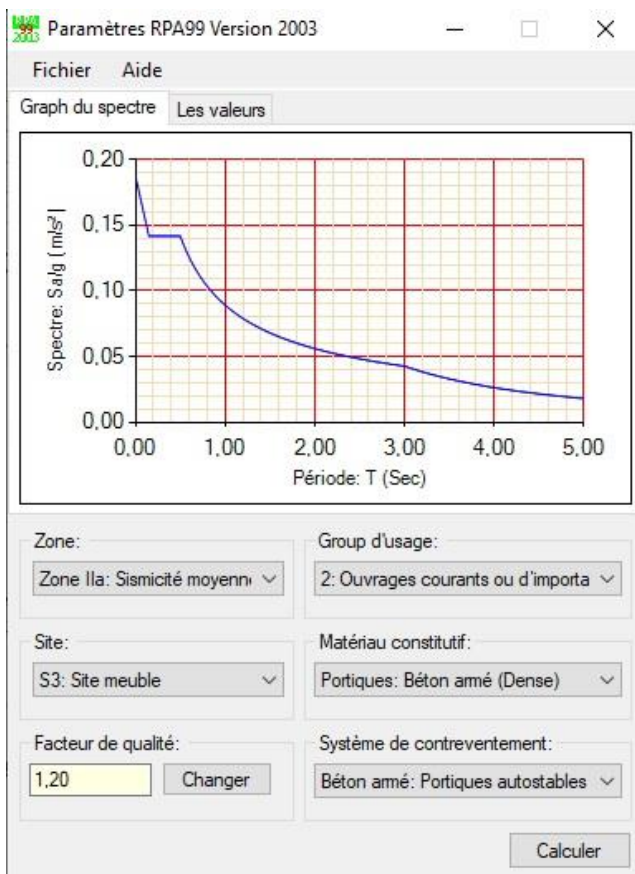 RPA 99 2003 Paramètres RPA99 Version 2003
Fichier Aide
Graph du spectre Les valeurs
Spectre: Sa/g [m/s²]
0,20
0,15
0,10
0,05
0,00
0,00 1,00 2,00 3,00 4,00 5,00
Période: T (Sec)
Zone: Group d'usage:
Zone IIa: Sismicité moyenn 2: Ouvrages courants ou d'importa
Site: Matériau constitutif:
S3: Site meuble Portiques: Béton armé (Dense)
Facteur de qualité: Système de contreventement:
1,20 Changer Béton armé: Portiques autostables
Calculer